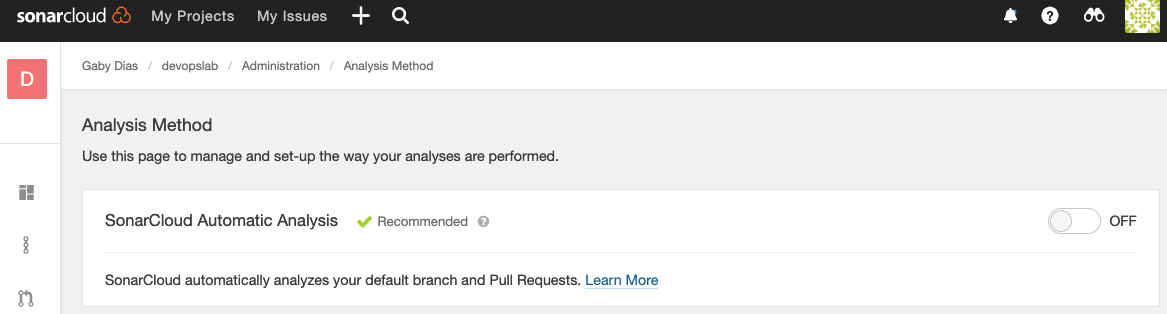 sonarcloud My Projects My Issues
Gaby Dias / devopslab / Administration / Analysis Method
D
Analysis Method
Use this page to manage and set-up the way your analyses are performed.
SonarCloud Automatic Analysis Recommended ? OFF
SonarCloud automatically analyzes your default branch and Pull Requests. Learn More